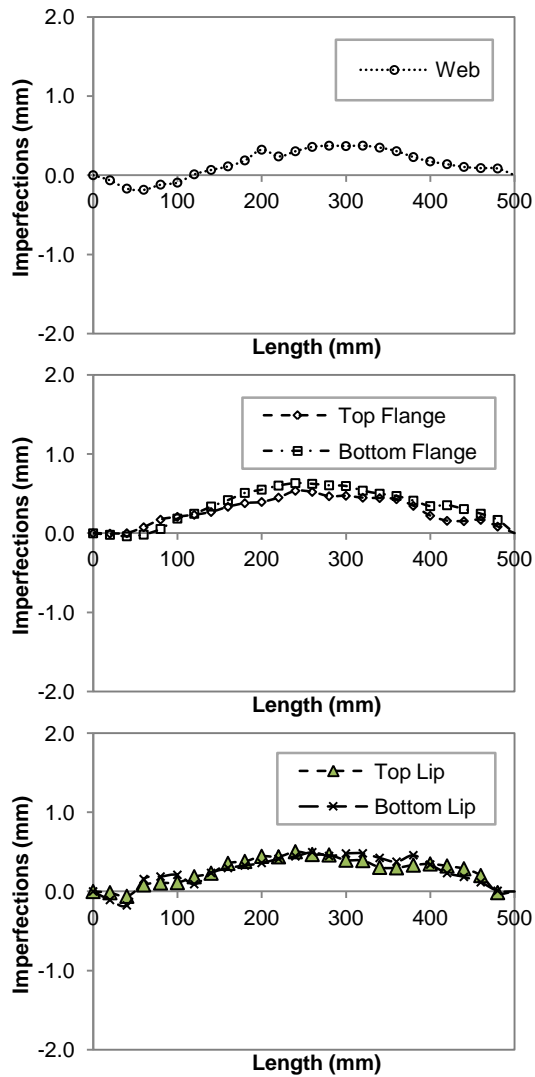 2.0
Web
1.0
Imperfections (mm)
0.0
0 100 200 300 400 500
-1.0
-2.0
Length (mm)
2.0
Top Flange
Bottom Flange
1.0
Imperfections (mm)
0.0
0 100 200 300 400 500
-1.0
-2.0
Length (mm)
2.0
Top Lip
Bottom Lip
1.0
Imperfections (mm)
0.0
0 100 200 300 400 500
-1.0
-2.0
Length (mm)